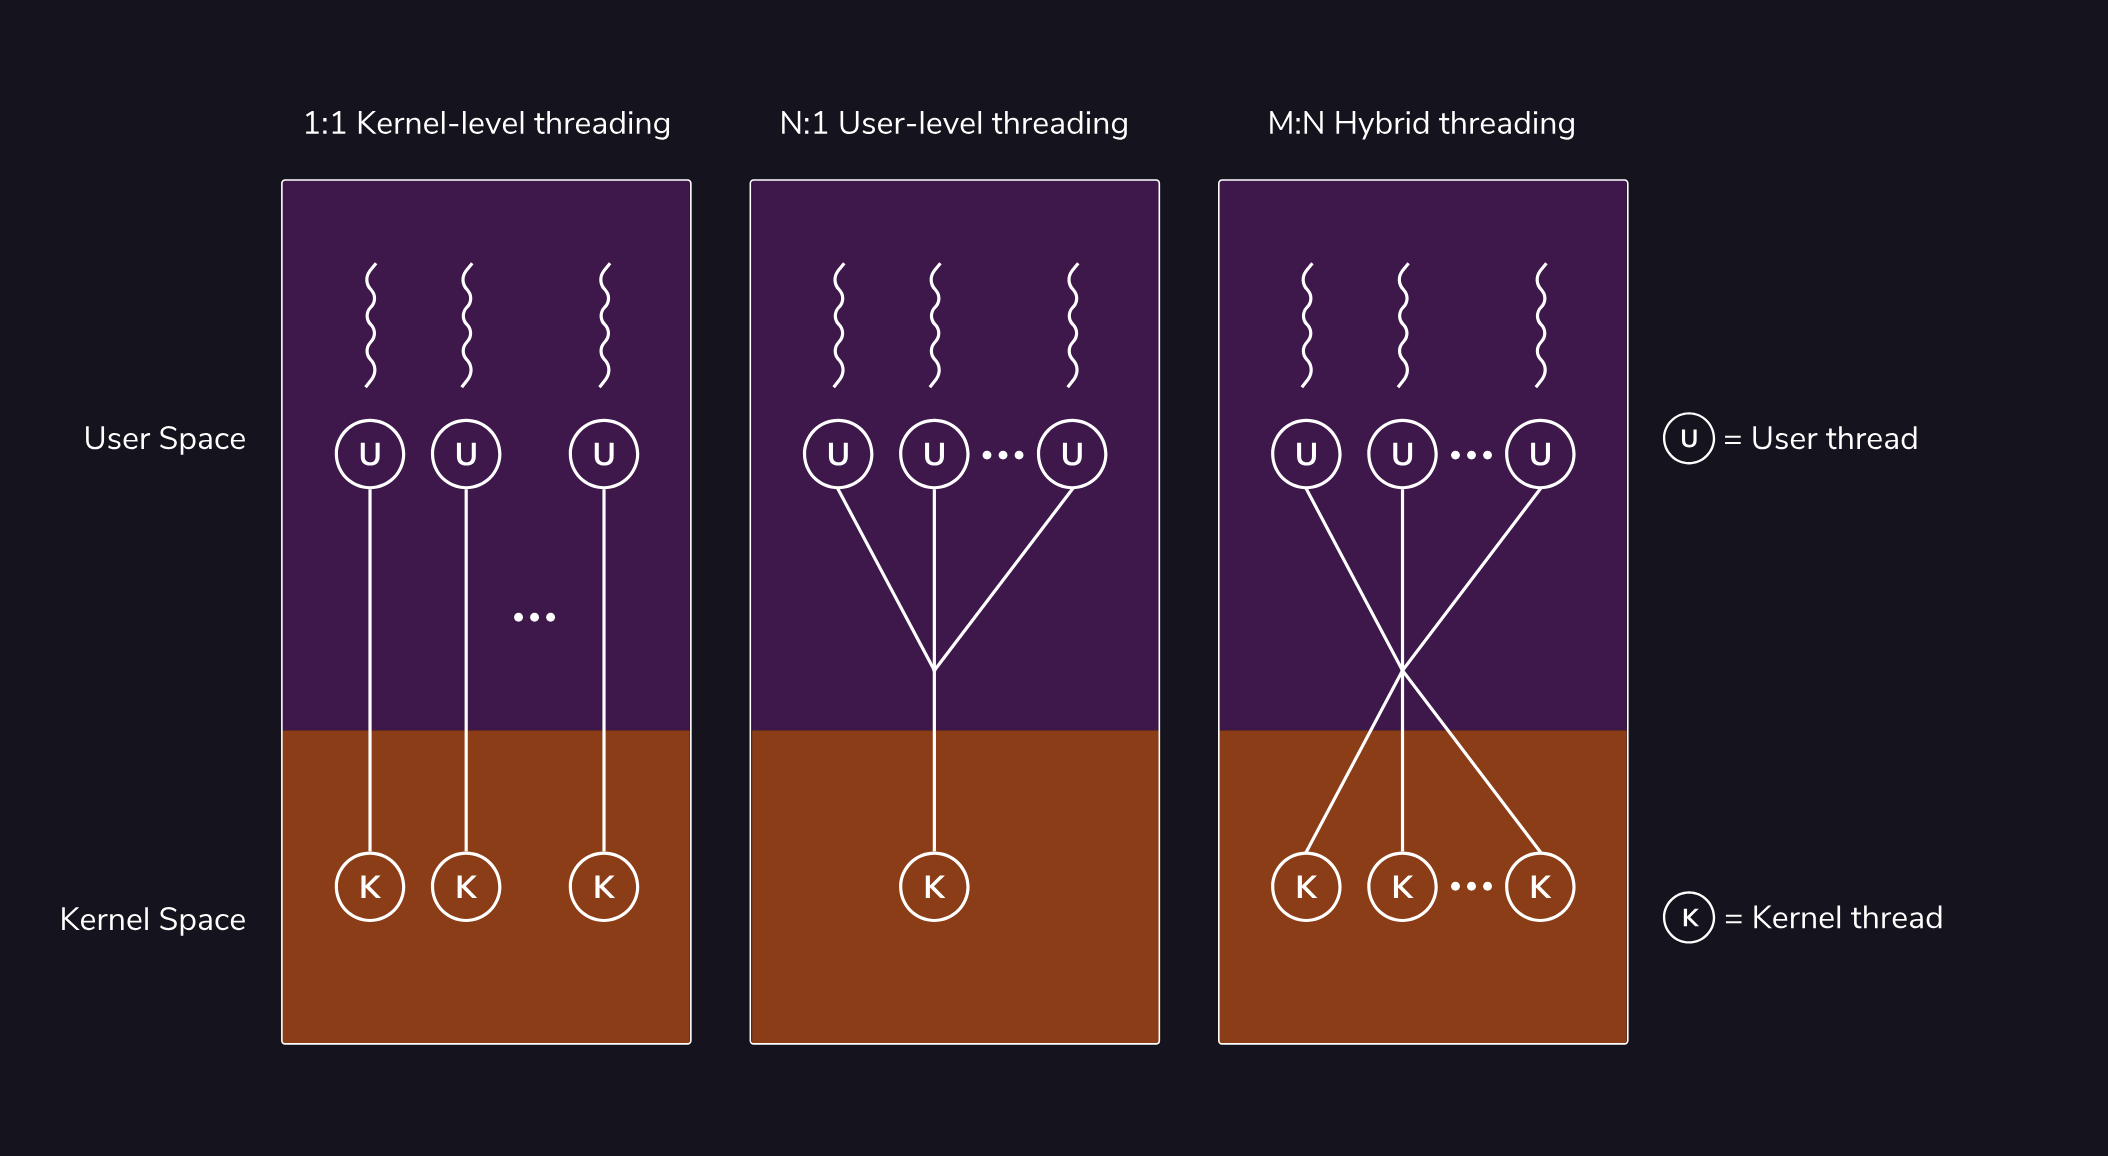 1:1 Kernel-level threading
N:1 User-level threading
M:N Hybrid threading
User Space
U U U
U U ••• U
U U ••• U
U = User thread
•••
Kernel Space
K K K
K
K K ••• K
K = Kernel thread